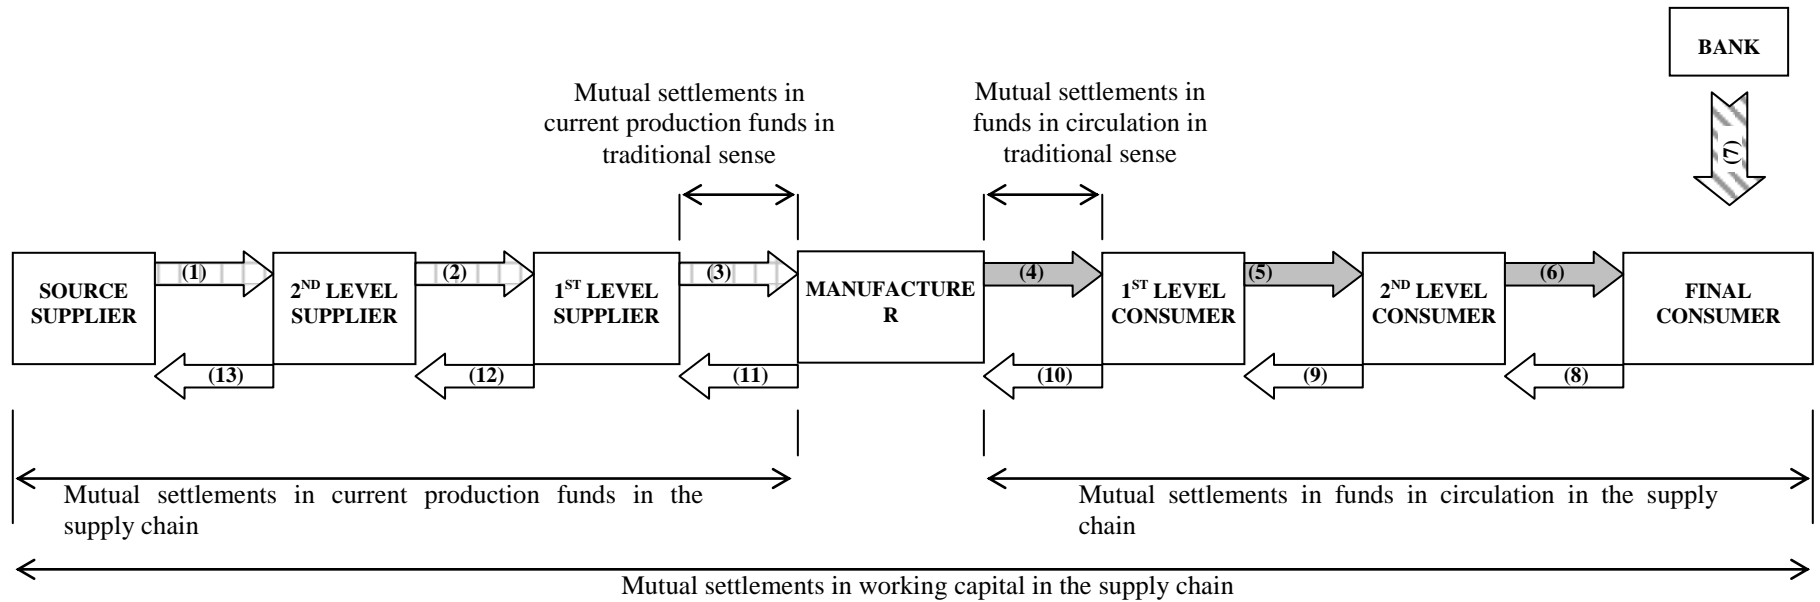 BANK
Mutual settlements in
current production funds in
traditional sense
Mutual settlements in
funds in circulation in
traditional sense
(7)
(1)
(2)
(3)
(4)
(5)
(6)
SOURCE
SUPPLIER
2ND LEVEL
SUPPLIER
1ST LEVEL
SUPPLIER
MANUFACTURE
R
1ST LEVEL
CONSUMER
2ND LEVEL
CONSUMER
FINAL
CONSUMER
(13)
(12)
(11)
(10)
(9)
(8)
Mutual settlements in current production funds in the
supply chain
Mutual settlements in funds in circulation in the supply
chain
Mutual settlements in working capital in the supply chain